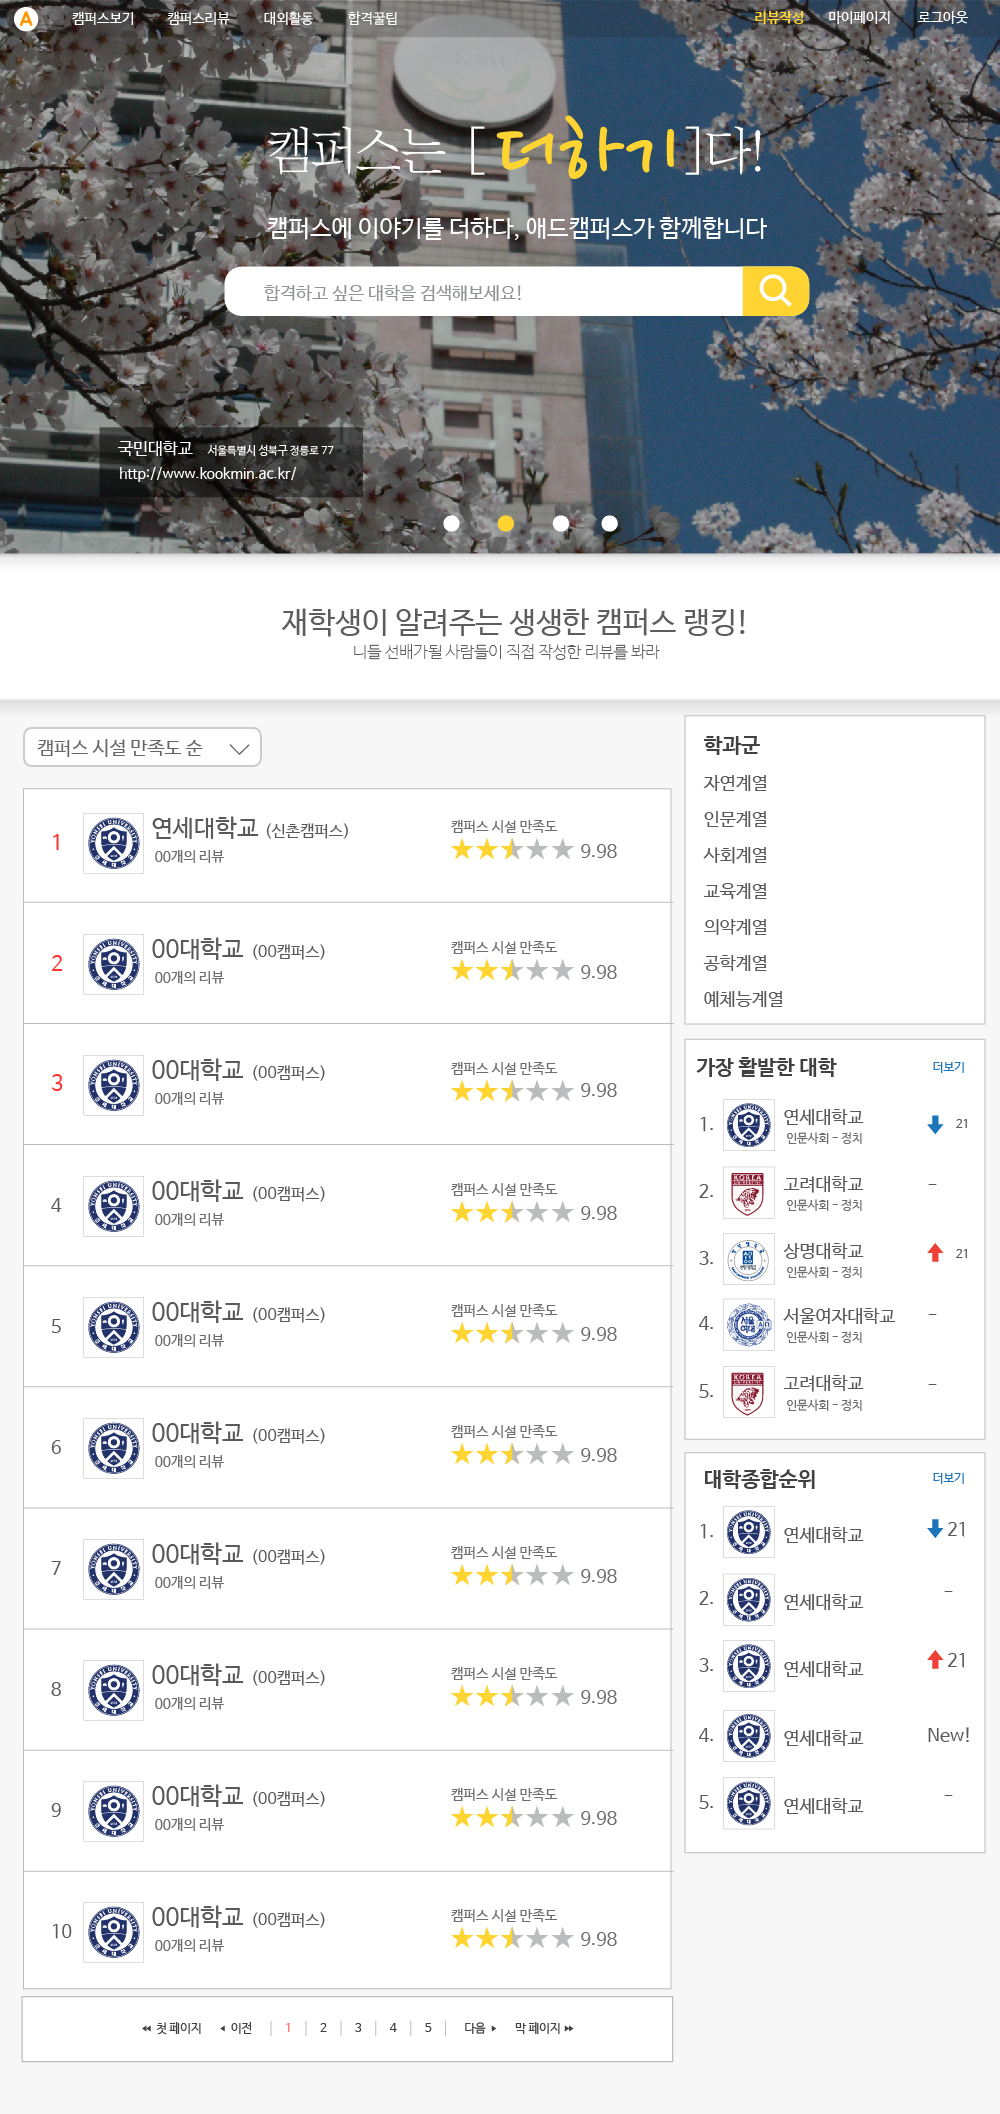 A 캠퍼스보기 캠퍼스리뷰 대외활동 합격꿀팁 리뷰작성 마이페이지 로그아웃
캠퍼스는 [더하기]다!
캠퍼스에 이야기를 더하다, 애드캠퍼스가 함께합니다
합격하고 싶은 대학을 검색해보세요!
국민대학교 서울특별시 성북구 정릉로 77
http://www.kookmin.ac.kr/
재학생이 알려주는 생생한 캠퍼스 랭킹!
니들 선배가될 사람들이 직접 작성한 리뷰를 봐라
캠퍼스 시설 만족도 순
1 연세대학교 (신촌캠퍼스) 캠퍼스 시설 만족도
00개의 리뷰 9.98
2 00대학교 (00캠퍼스) 캠퍼스 시설 만족도
00개의 리뷰 9.98
3 00대학교 (00캠퍼스) 캠퍼스 시설 만족도
00개의 리뷰 9.98
4 00대학교 (00캠퍼스) 캠퍼스 시설 만족도
00개의 리뷰 9.98
5 00대학교 (00캠퍼스) 캠퍼스 시설 만족도
00개의 리뷰 9.98
6 00대학교 (00캠퍼스) 캠퍼스 시설 만족도
00개의 리뷰 9.98
7 00대학교 (00캠퍼스) 캠퍼스 시설 만족도
00개의 리뷰 9.98
8 00대학교 (00캠퍼스) 캠퍼스 시설 만족도
00개의 리뷰 9.98
9 00대학교 (00캠퍼스) 캠퍼스 시설 만족도
00개의 리뷰 9.98
10 00대학교 (00캠퍼스) 캠퍼스 시설 만족도
00개의 리뷰 9.98
첫 페이지 이전 | 1 | 2 | 3 | 4 | 5 | 다음 막 페이지
학과군
자연계열
인문계열
사회계열
교육계열
의약계열
공학계열
예체능계열
가장 활발한 대학 더보기
1. 연세대학교 21
인문사회 - 정치
2. 고려대학교 -
인문사회 - 정치
3. 상명대학교 21
인문사회 - 정치
4. 서울여자대학교 -
인문사회 - 정치
5. 고려대학교 -
인문사회 - 정치
대학종합순위 더보기
1. 연세대학교 21
2. 연세대학교 -
3. 연세대학교 21
4. 연세대학교 New!
5. 연세대학교 -